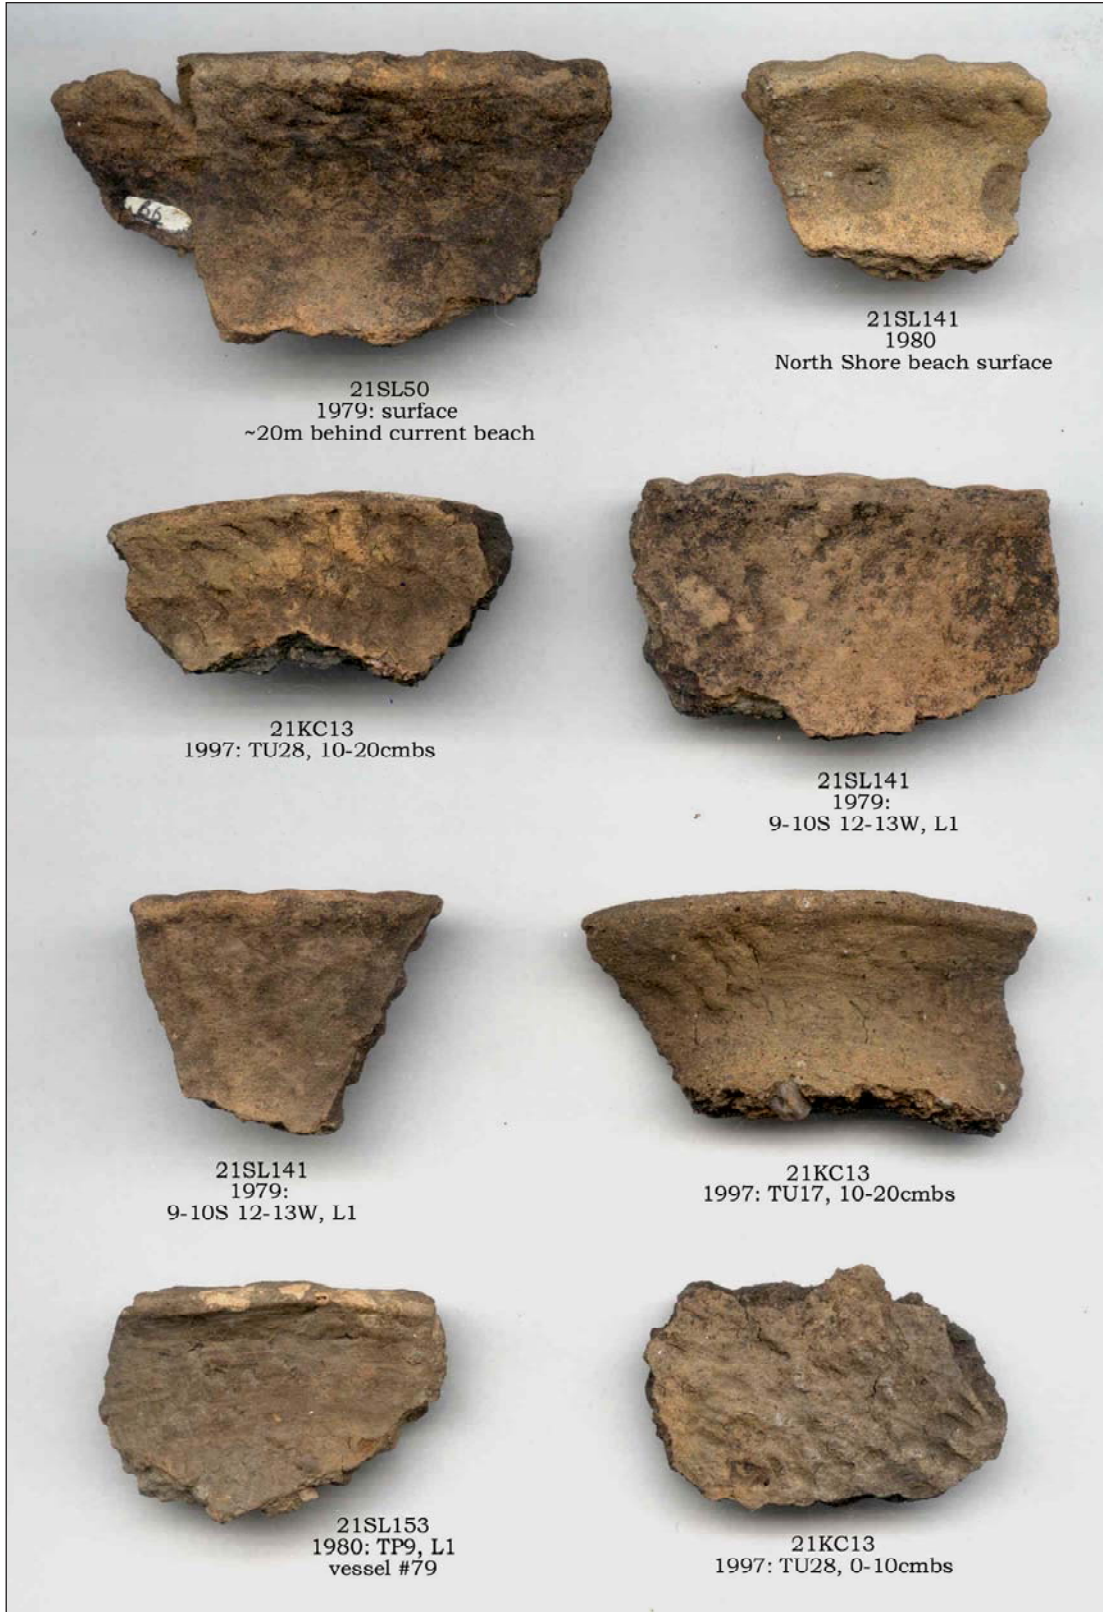 21SL50
1979: surface
~20m behind current beach
21SL141
1980
North Shore beach surface
21KC13
1997: TU28, 10-20cmbs
21SL141
1979:
9-10S 12-13W, L1
21SL141
1979:
9-10S 12-13W, L1
21KC13
1997: TU17, 10-20cmbs
21SL153
1980: TP9, L1
vessel #79
21KC13
1997: TU28, 0-10cmbs